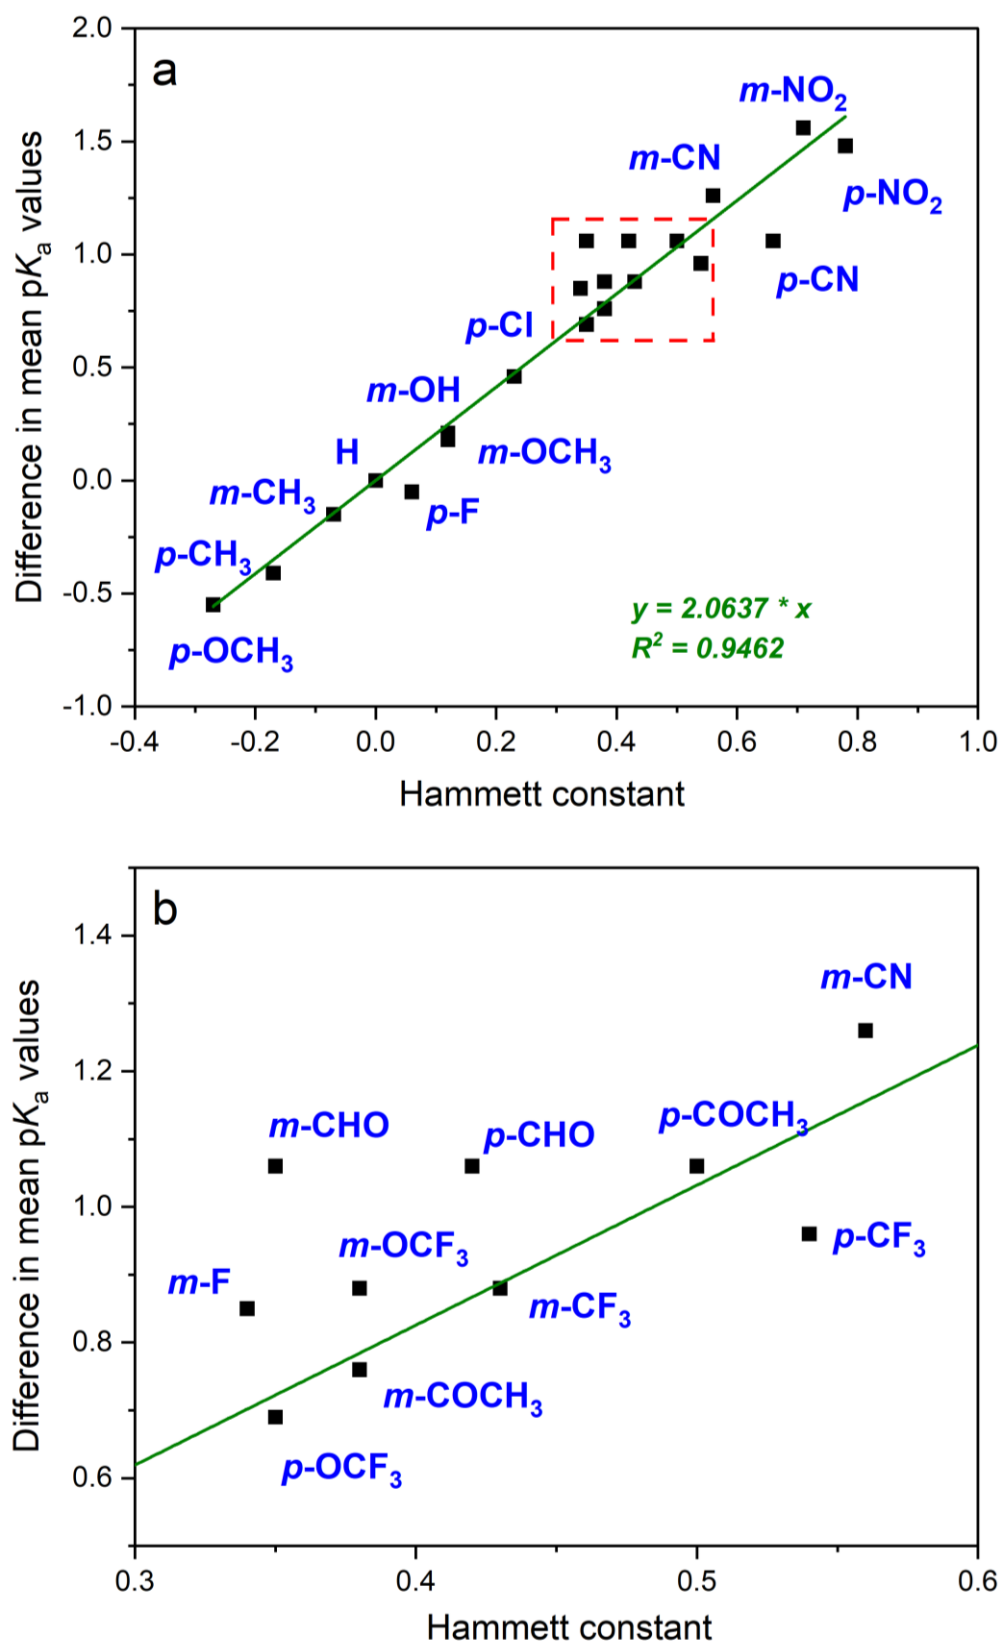 a
2.0
1.5
1.0
0.5
0.0
-0.5
-1.0
Difference in mean pKa values
m-NO2
m-CN
p-NO2
p-CN
p-Cl
m-OH
H
m-OCH3
m-CH3
p-F
p-CH3
p-OCH3
y = 2.0637 * x
R2 = 0.9462
-0.4 -0.2 0.0 0.2 0.4 0.6 0.8 1.0
Hammett constant
b
1.4
1.2
1.0
0.8
0.6
Difference in mean pKa values
m-CN
m-CHO
p-CHO
p-COCH3
m-OCF3
p-CF3
m-F
m-CF3
m-COCH3
p-OCF3
0.3 0.4 0.5 0.6
Hammett constant